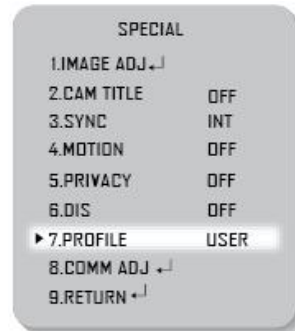 SPECIAL
1.IMAGE ADJ↵
2.CAM TITLE OFF
3.SYNC INT
4.MOTION OFF
5.PRIVACY OFF
6.DIS OFF
▶ 7.PROFILE USER
8.COMM ADJ ↵
9.RETURN ↵